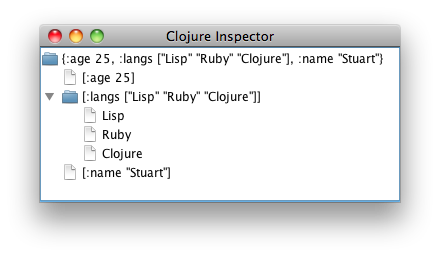 Clojure Inspector
{:age 25, :langs ["Lisp" "Ruby" "Clojure"], :name "Stuart"}
[:age 25]
[:langs ["Lisp" "Ruby" "Clojure"]]
Lisp
Ruby
Clojure
[:name "Stuart"]